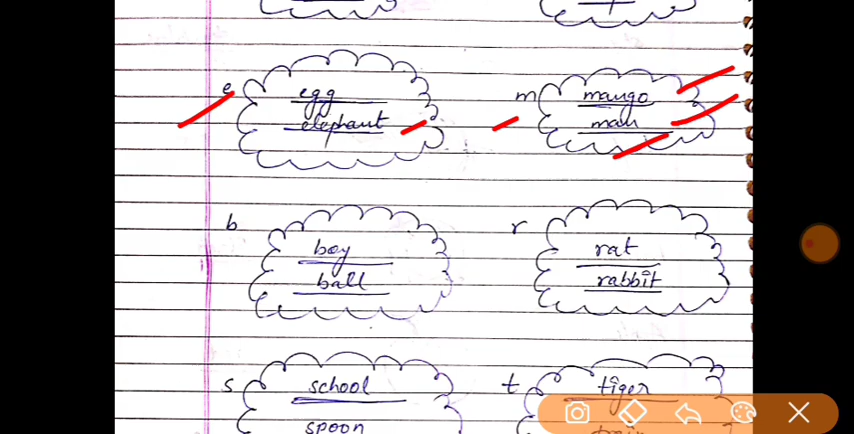 e egg
elephant
m mango
man
b boy
ball
r rat
rabbit
s school
spoon
t tiger